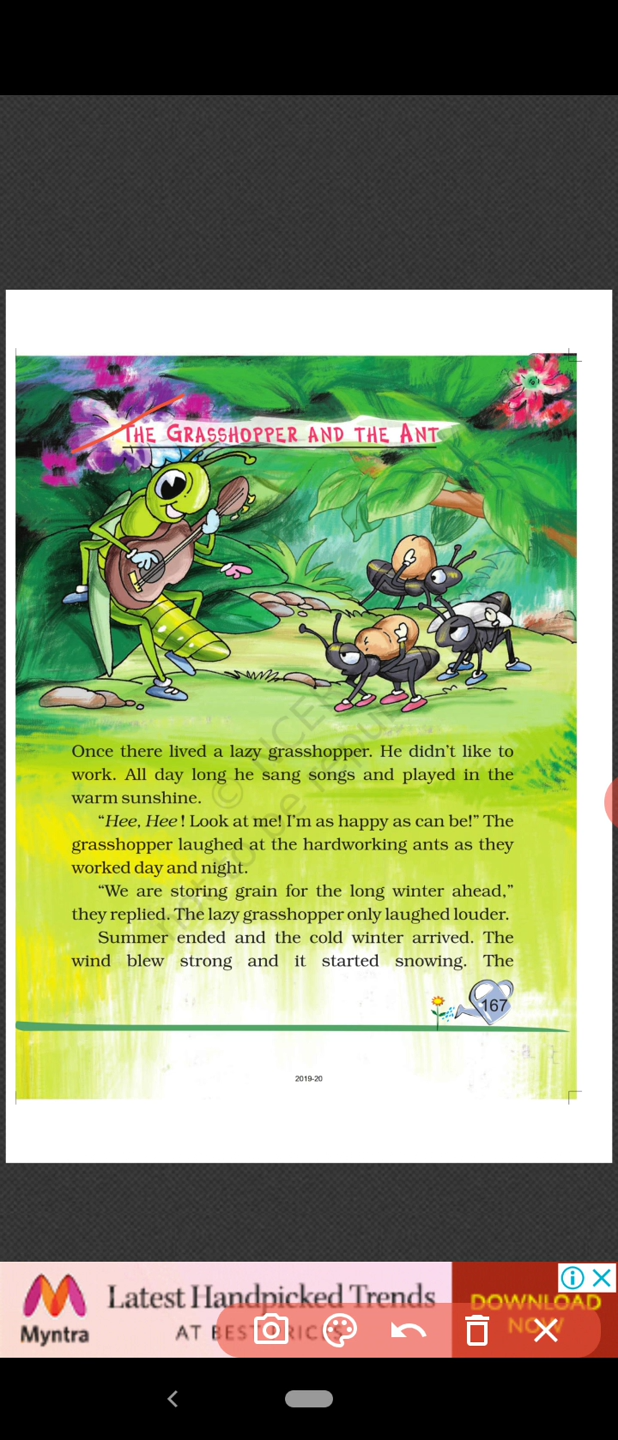 THE GRASSHOPPER AND THE ANT
Once there lived a lazy grasshopper. He didn't like to
work. All day long he sang songs and played in the
warm sunshine.
"Hee, Hee! Look at me! I'm as happy as can be!" The
grasshopper laughed at the hardworking ants as they
worked day and night.
"We are storing grain for the long winter ahead,"
they replied. The lazy grasshopper only laughed louder.
Summer ended and the cold winter arrived. The
wind blew strong and it started snowing. The
167
2019-20
Latest Handpicked Trends
AT BEST PRICES
Myntra
DOWNLOAD
NOW